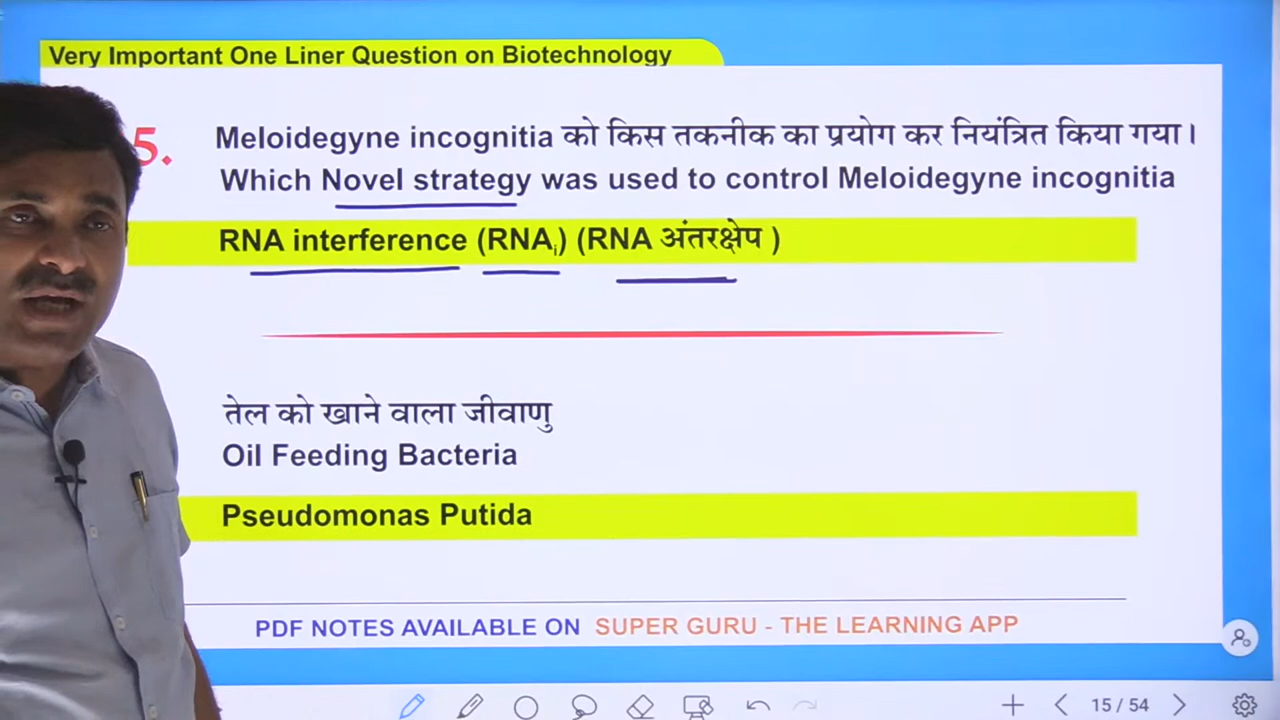 Very Important One Liner Question on Biotechnology
5.
Meloidegyne incognitia को किस तकनीक का प्रयोग कर नियंत्रित किया गया।
Which Novel strategy was used to control Meloidegyne incognitia
RNA interference (RNAi) (RNA अंतरक्षेप )
तेल को खाने वाला जीवाणु
Oil Feeding Bacteria
Pseudomonas Putida
PDF NOTES AVAILABLE ON SUPER GURU - THE LEARNING APP
15 / 54